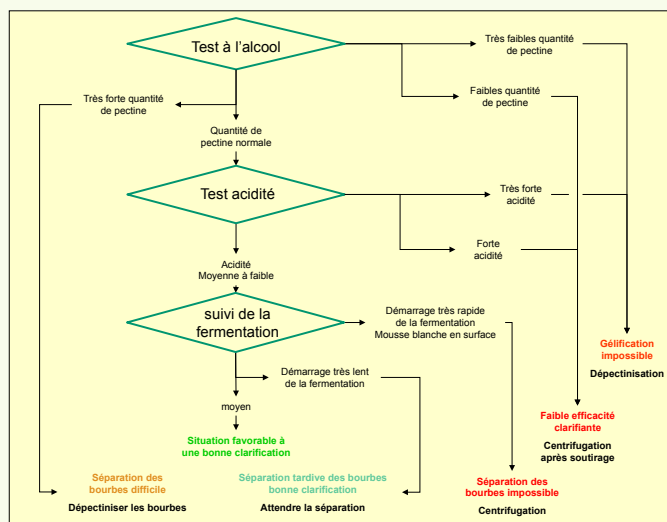 Test à l'alcool
Très faibles quantité
de pectine
Très forte quantité
de pectine
Faibles quantité
de pectine
Quantité de
pectine normale
Test acidité
Très forte
acidité
Forte
acidité
Acidité
Moyenne à faible
suivi de la
fermentation
Démarrage très rapide
de la fermentation
Mousse blanche en surface
Gélification
impossible
Dépectinisation
Démarrage très lent
de la fermentation
moyen
Faible efficacité
clarifiante
Centrifugation
après soutirage
Situation favorable à
une bonne clarification
Séparation des
bourbes difficile
Dépectiniser les bourbes
Séparation tardive des bourbes
bonne clarification
Attendre la séparation
Séparation des
bourbes impossible
Centrifugation